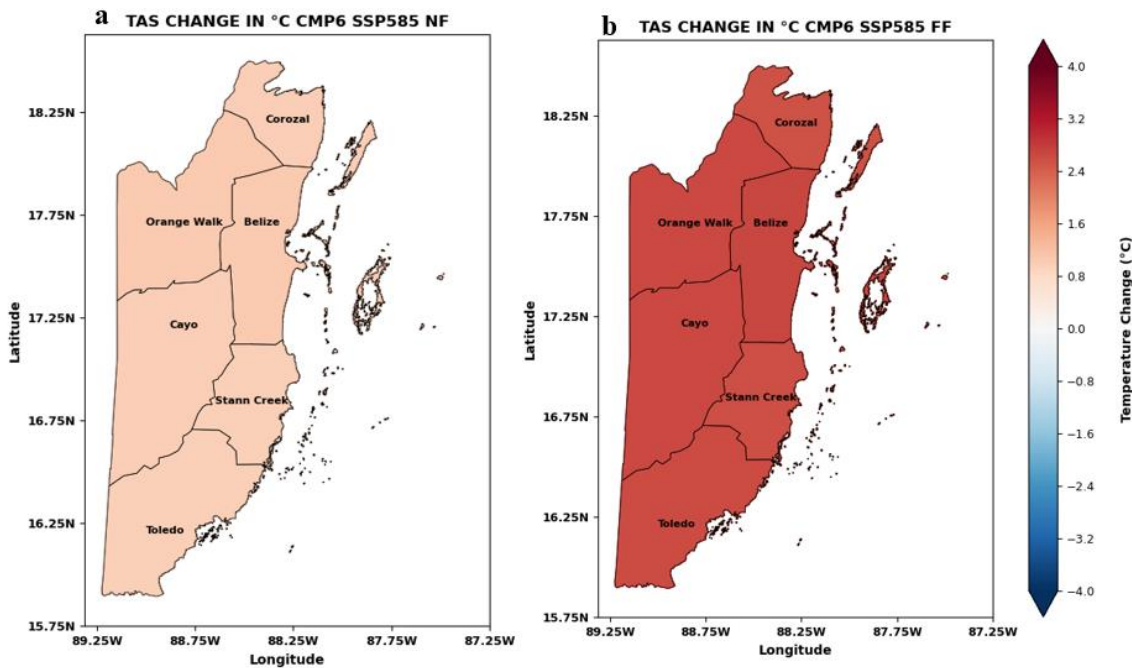 a
TAS CHANGE IN °C CMP6 SSP585 NF
18.25N
17.75N
17.25N
16.75N
16.25N
15.75N
Latitude
Corozal
Orange Walk
Belize
Cayo
Stann Creek
Toledo
89.25W
88.75W
88.25W
87.75W
87.25W
Longitude
b
TAS CHANGE IN °C CMP6 SSP585 FF
18.25N
17.75N
17.25N
16.75N
16.25N
15.75N
Latitude
Corozal
Orange Walk
Belize
Cayo
Stann Creek
Toledo
89.25W
88.75W
88.25W
87.75W
87.25W
Longitude
4.0
3.2
2.4
1.6
0.8
0.0
−0.8
−1.6
−2.4
−3.2
−4.0
Temperature Change (°C)